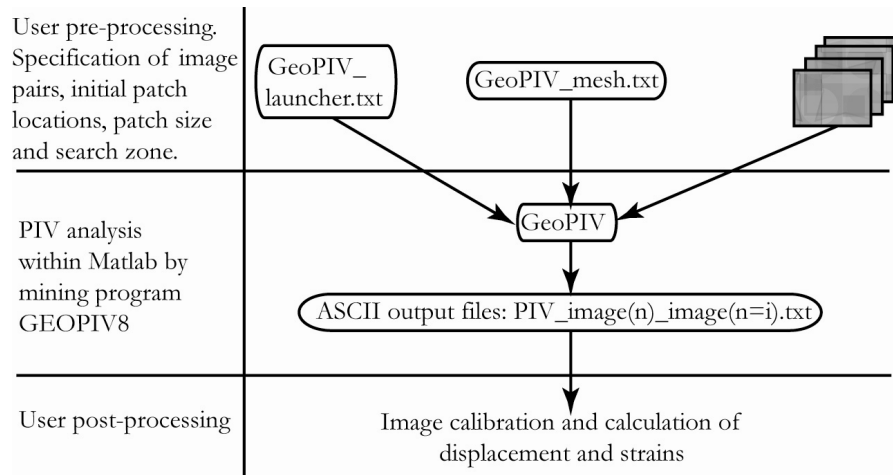 User pre-processing.
Specification of image
pairs, initial patch
locations, patch size
and search zone.
GeoPIV_
launcher.txt
GeoPIV_mesh.txt
PIV analysis
within Matlab by
mining program
GEOPIV8
GeoPIV
ASCII output files: PIV_image(n)_image(n=i).txt
User post-processing
Image calibration and calculation of
displacement and strains